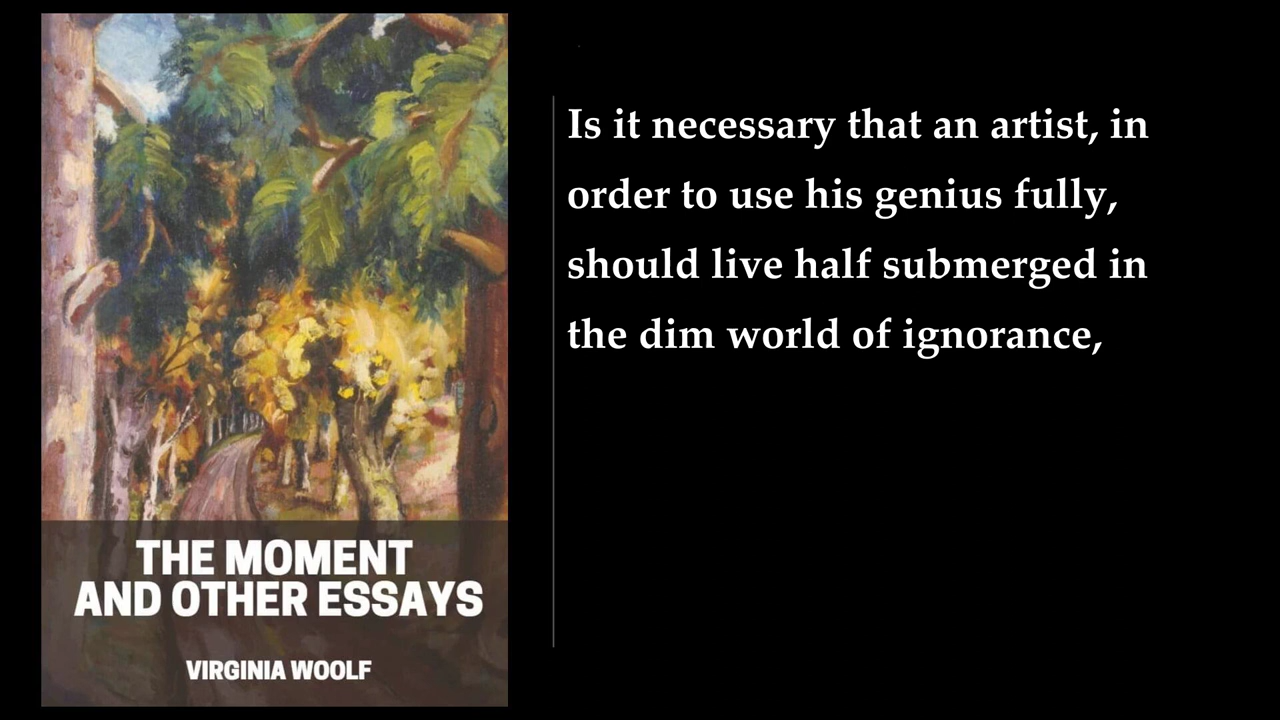 Is it necessary that an artist, in
order to use his genius fully,
should live half submerged in
the dim world of ignorance,
THE MOMENT
AND OTHER ESSAYS
VIRGINIA WOOLF